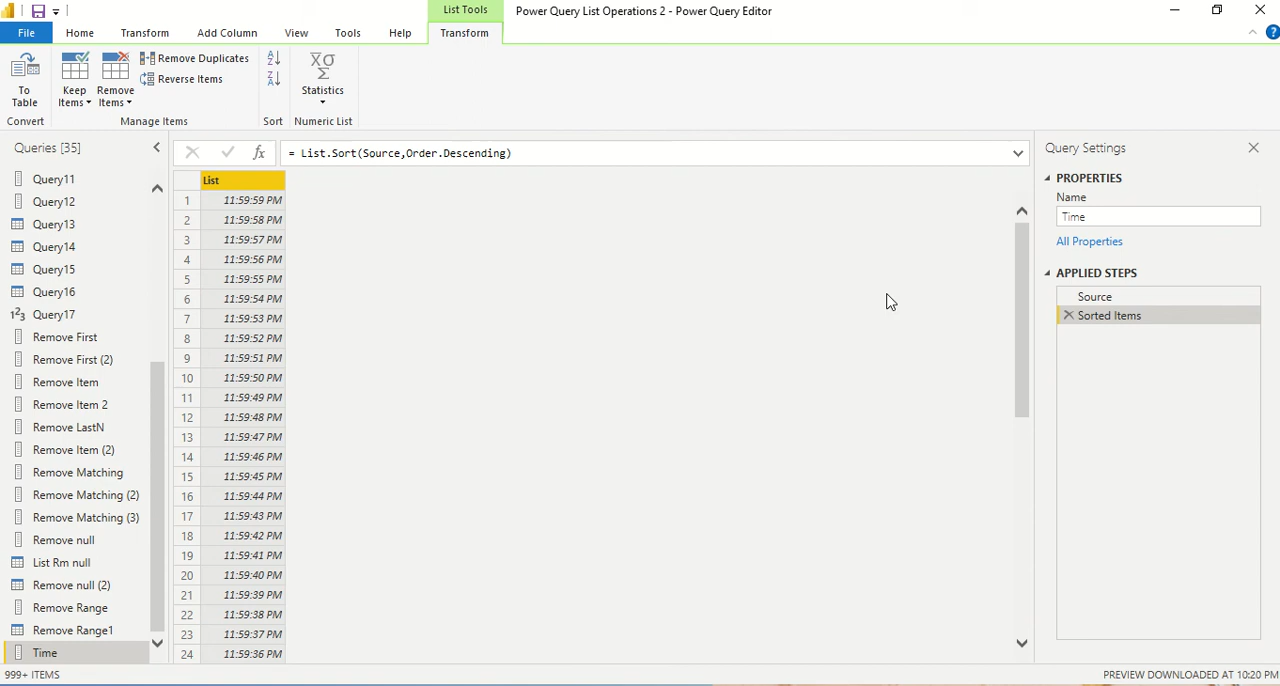 List Tools
Power Query List Operations 2 - Power Query Editor
File
Home
Transform
Add Column
View
Tools
Help
Transform
To
Table
Keep
Items
Remove
Items
Remove Duplicates
Reverse Items
Statistics
Convert
Manage Items
Sort
Numeric List
Queries [35]
= List.Sort(Source,Order.Descending)
Query11
Query12
Query13
Query14
Query15
Query16
1²3 Query17
Remove First
Remove First (2)
Remove Item
Remove Item 2
Remove LastN
Remove Item (2)
Remove Matching
Remove Matching (2)
Remove Matching (3)
Remove null
List Rm null
Remove null (2)
Remove Range
Remove Range1
Time
List
1 11:59:59 PM
2 11:59:58 PM
3 11:59:57 PM
4 11:59:56 PM
5 11:59:55 PM
6 11:59:54 PM
7 11:59:53 PM
8 11:59:52 PM
9 11:59:51 PM
10 11:59:50 PM
11 11:59:49 PM
12 11:59:48 PM
13 11:59:47 PM
14 11:59:46 PM
15 11:59:45 PM
16 11:59:44 PM
17 11:59:43 PM
18 11:59:42 PM
19 11:59:41 PM
20 11:59:40 PM
21 11:59:39 PM
22 11:59:38 PM
23 11:59:37 PM
24 11:59:36 PM
Query Settings
PROPERTIES
Name
Time
All Properties
APPLIED STEPS
Source
Sorted Items
999+ ITEMS
PREVIEW DOWNLOADED AT 10:20 PM